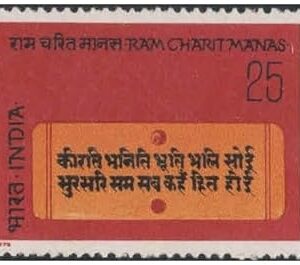 राम चरित मानस · RAM CHARIT MANAS ·
25
भारत · INDIA
कीरति भनिति भूति भलि सोई
सुरसरि सम सब कहँ हित होई